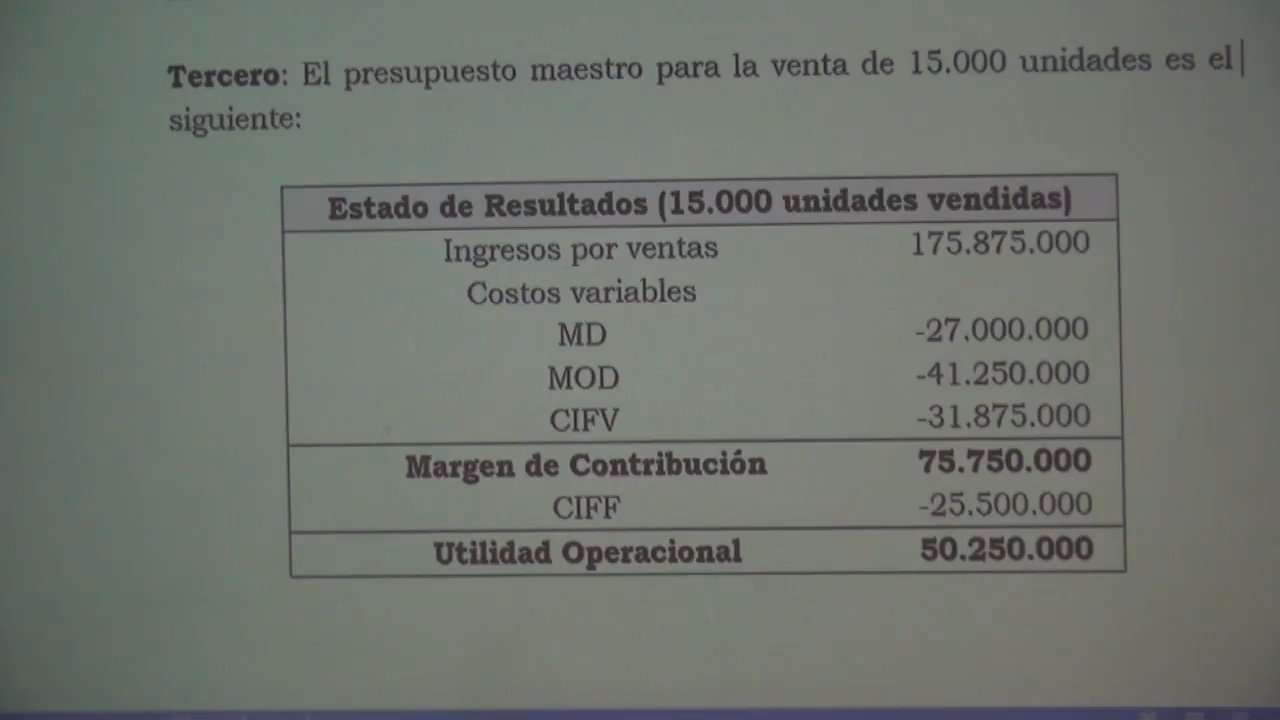 Tercero: El presupuesto maestro para la venta de 15.000 unidades es el
siguiente:
Estado de Resultados (15.000 unidades vendidas)
Ingresos por ventas 175.875.000
Costos variables
MD -27.000.000
MOD -41.250.000
CIFV -31.875.000
Margen de Contribución 75.750.000
CIFF -25.500.000
Utilidad Operacional 50.250.000